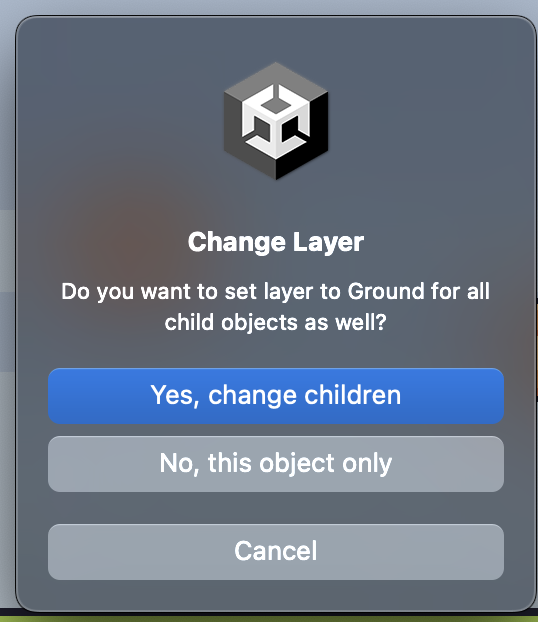 Change Layer
Do you want to set layer to Ground for all
child objects as well?
Yes, change children
No, this object only
Cancel